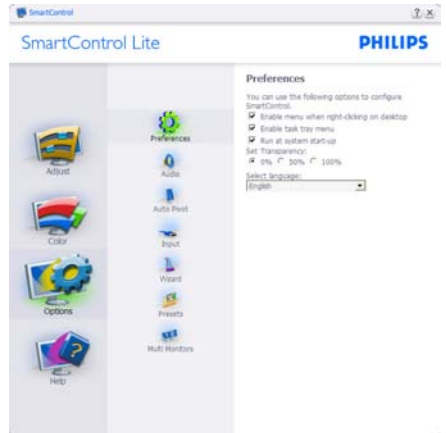 SmartControl
SmartControl Lite
PHILIPS
Adjust
Color
Options
Help
Preferences
Audio
Auto Pivot
Input
Wizard
Presets
Multi Monitors
Preferences
You can use the following options to configure
SmartControl.
Enable menu when right-clicking on desktop
Enable task tray menu
Run at system start-up
Set Transparency:
0% 50% 100%
Select language:
English